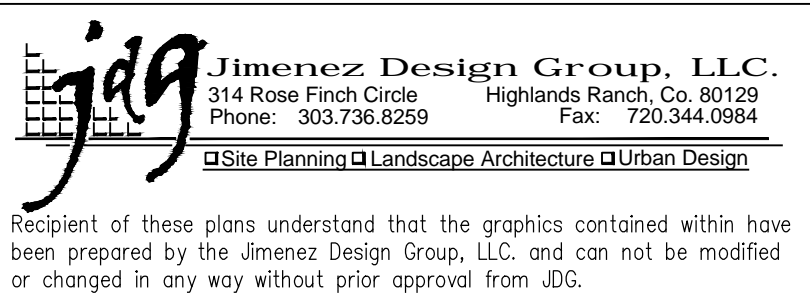 jdg
Jimenez Design Group, LLC.
314 Rose Finch Circle Highlands Ranch, Co. 80129
Phone: 303.736.8259 Fax: 720.344.0984
Site Planning Landscape Architecture Urban Design
Recipient of these plans understand that the graphics contained within have
been prepared by the Jimenez Design Group, LLC. and can not be modified
or changed in any way without prior approval from JDG.